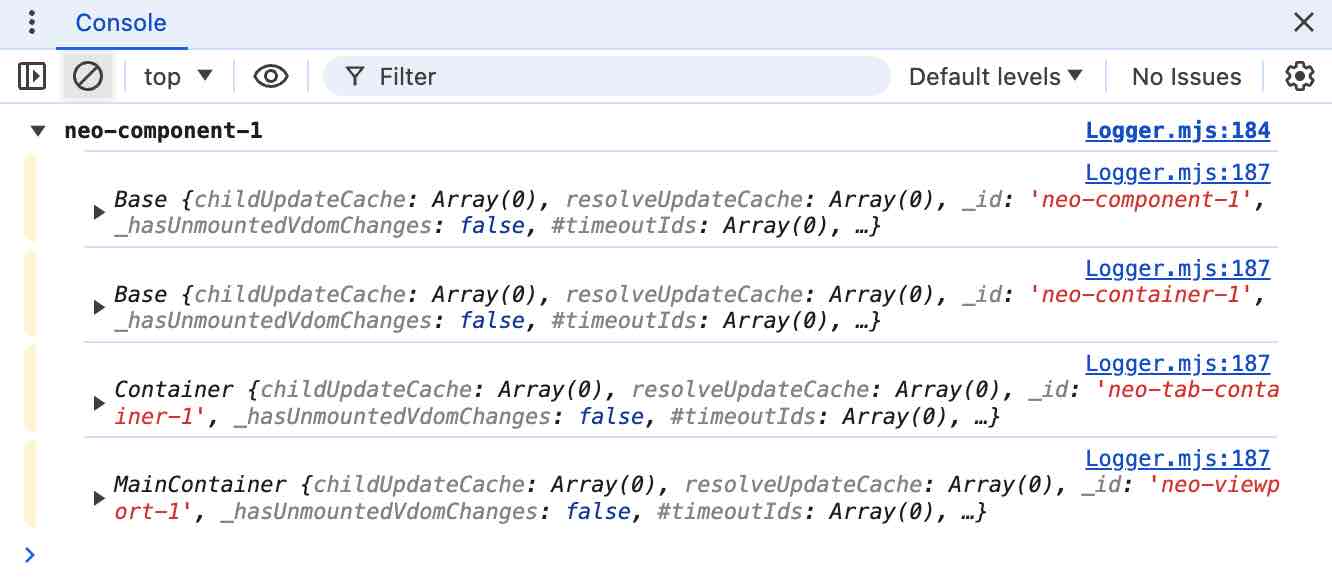 Console
top Filter Default levels No Issues
neo-component-1 Logger.mjs:184
Logger.mjs:187
Base {childUpdateCache: Array(0), resolveUpdateCache: Array(0), _id: 'neo-component-1',
_hasUnmountedVdomChanges: false, #timeoutIds: Array(0), …}
Logger.mjs:187
Base {childUpdateCache: Array(0), resolveUpdateCache: Array(0), _id: 'neo-container-1',
_hasUnmountedVdomChanges: false, #timeoutIds: Array(0), …}
Logger.mjs:187
Container {childUpdateCache: Array(0), resolveUpdateCache: Array(0), _id: 'neo-tab-conta
iner-1', _hasUnmountedVdomChanges: false, #timeoutIds: Array(0), …}
Logger.mjs:187
MainContainer {childUpdateCache: Array(0), resolveUpdateCache: Array(0), _id: 'neo-viewp
ort-1', _hasUnmountedVdomChanges: false, #timeoutIds: Array(0), …}